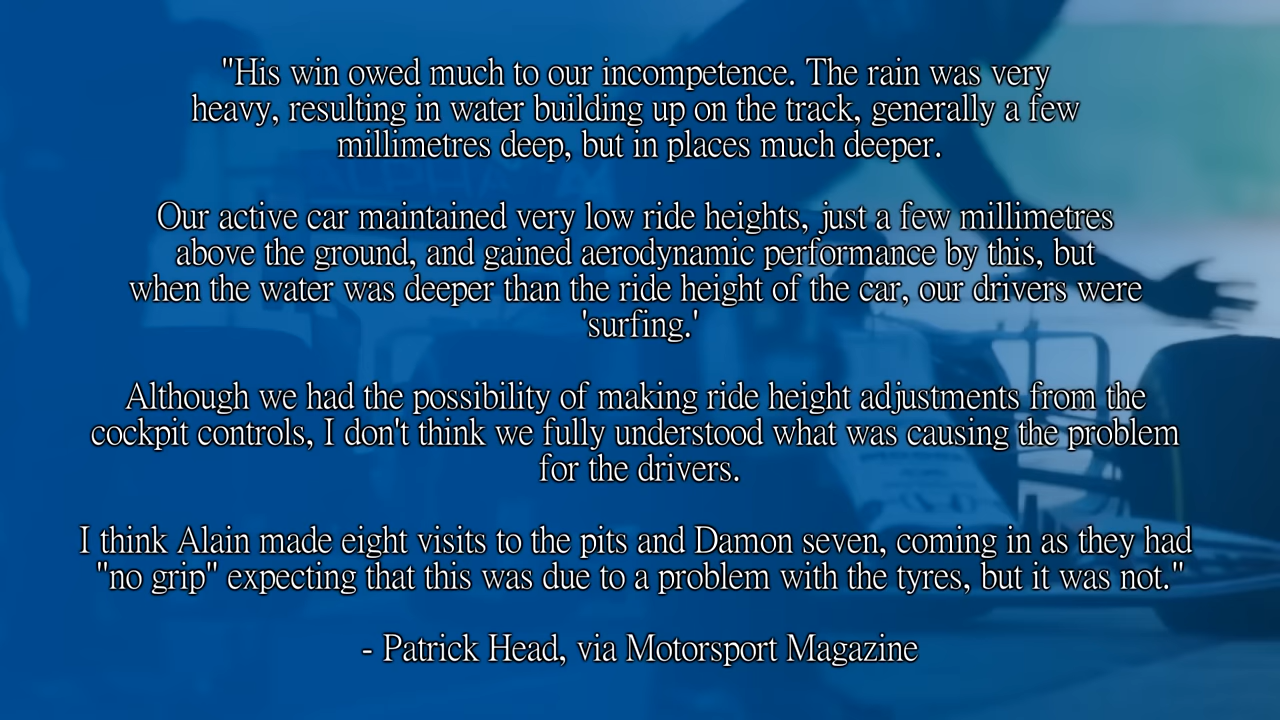 "His win owed much to our incompetence. The rain was very
heavy, resulting in water building up on the track, generally a few
millimetres deep, but in places much deeper.
Our active car maintained very low ride heights, just a few millimetres
above the ground, and gained aerodynamic performance by this, but
when the water was deeper than the ride height of the car, our drivers were
'surfing.'
Although we had the possibility of making ride height adjustments from the
cockpit controls, I don't think we fully understood what was causing the problem
for the drivers.
I think Alain made eight visits to the pits and Damon seven, coming in as they had
"no grip" expecting that this was due to a problem with the tyres, but it was not."
- Patrick Head, via Motorsport Magazine